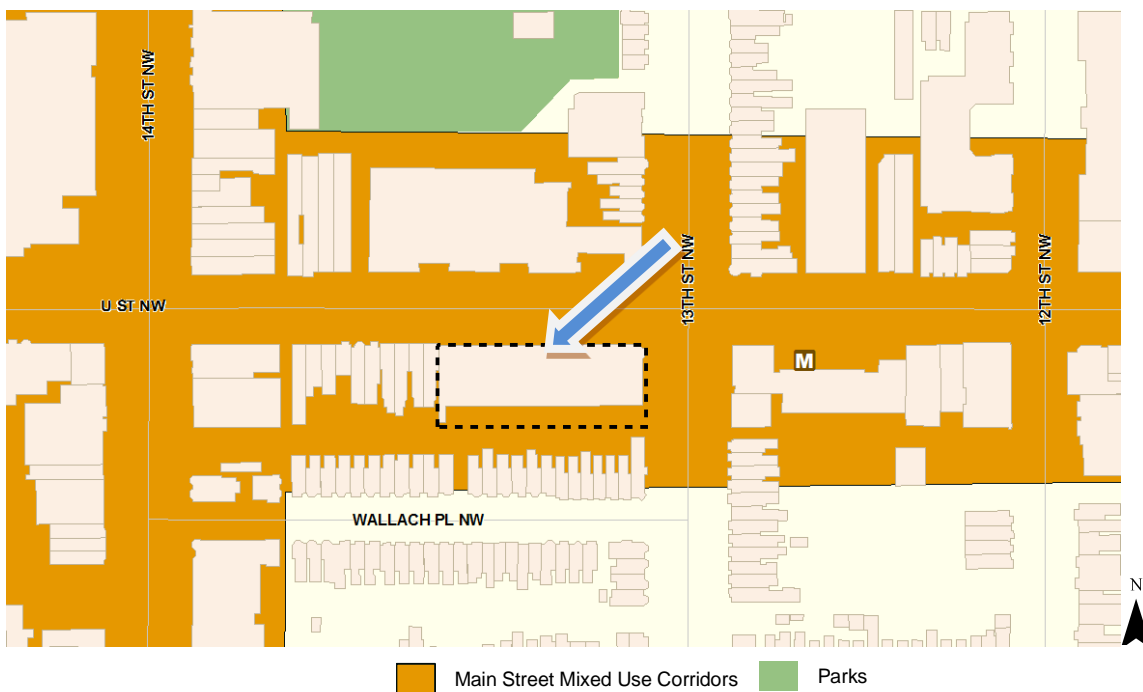 14TH ST NW
13TH ST NW
12TH ST NW
U ST NW
M
WALLACH PL NW
N
Main Street Mixed Use Corridors
Parks